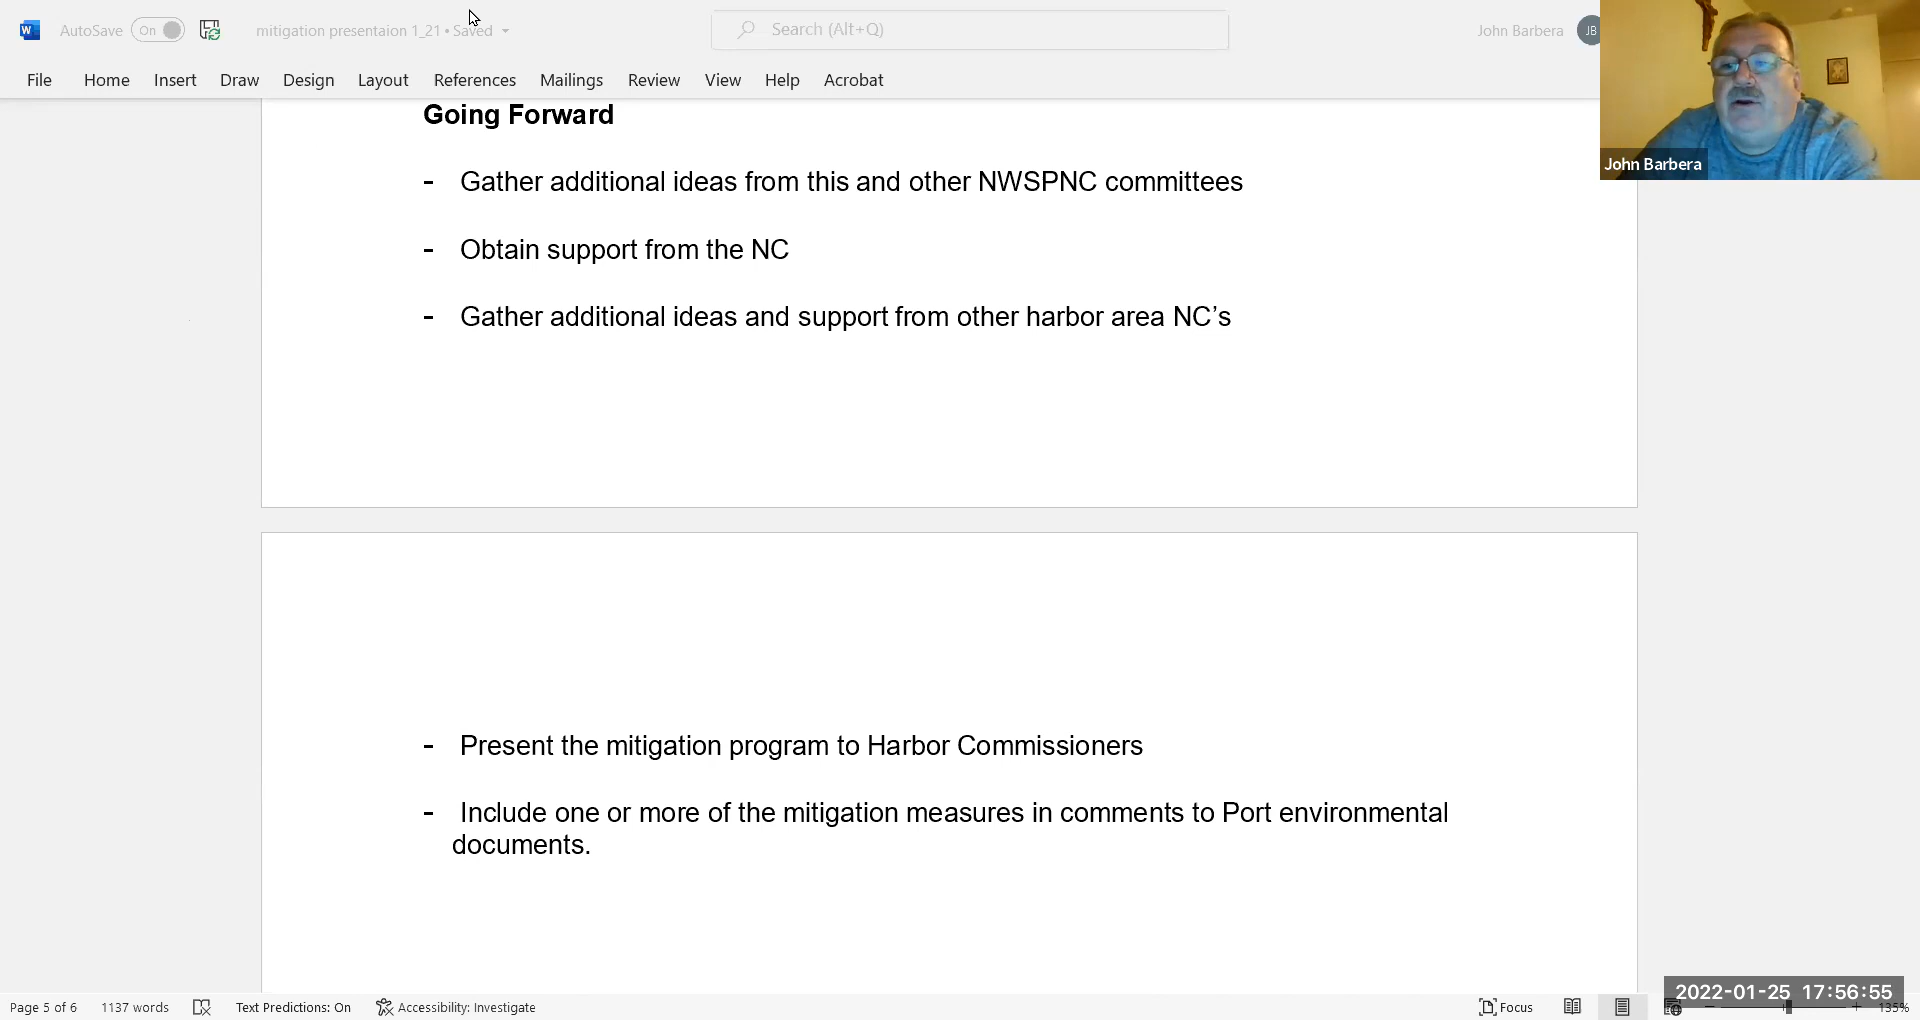 AutoSave On mitigation presentaion 1_21 • Saved Search (Alt+Q) John Barbera JB
File Home Insert Draw Design Layout References Mailings Review View Help Acrobat
John Barbera
Going Forward
- Gather additional ideas from this and other NWSPNC committees
- Obtain support from the NC
- Gather additional ideas and support from other harbor area NC’s
- Present the mitigation program to Harbor Commissioners
- Include one or more of the mitigation measures in comments to Port environmental
documents.
2022-01-25 17:56:55
Page 5 of 6 1137 words Text Predictions: On Accessibility: Investigate Focus 135%